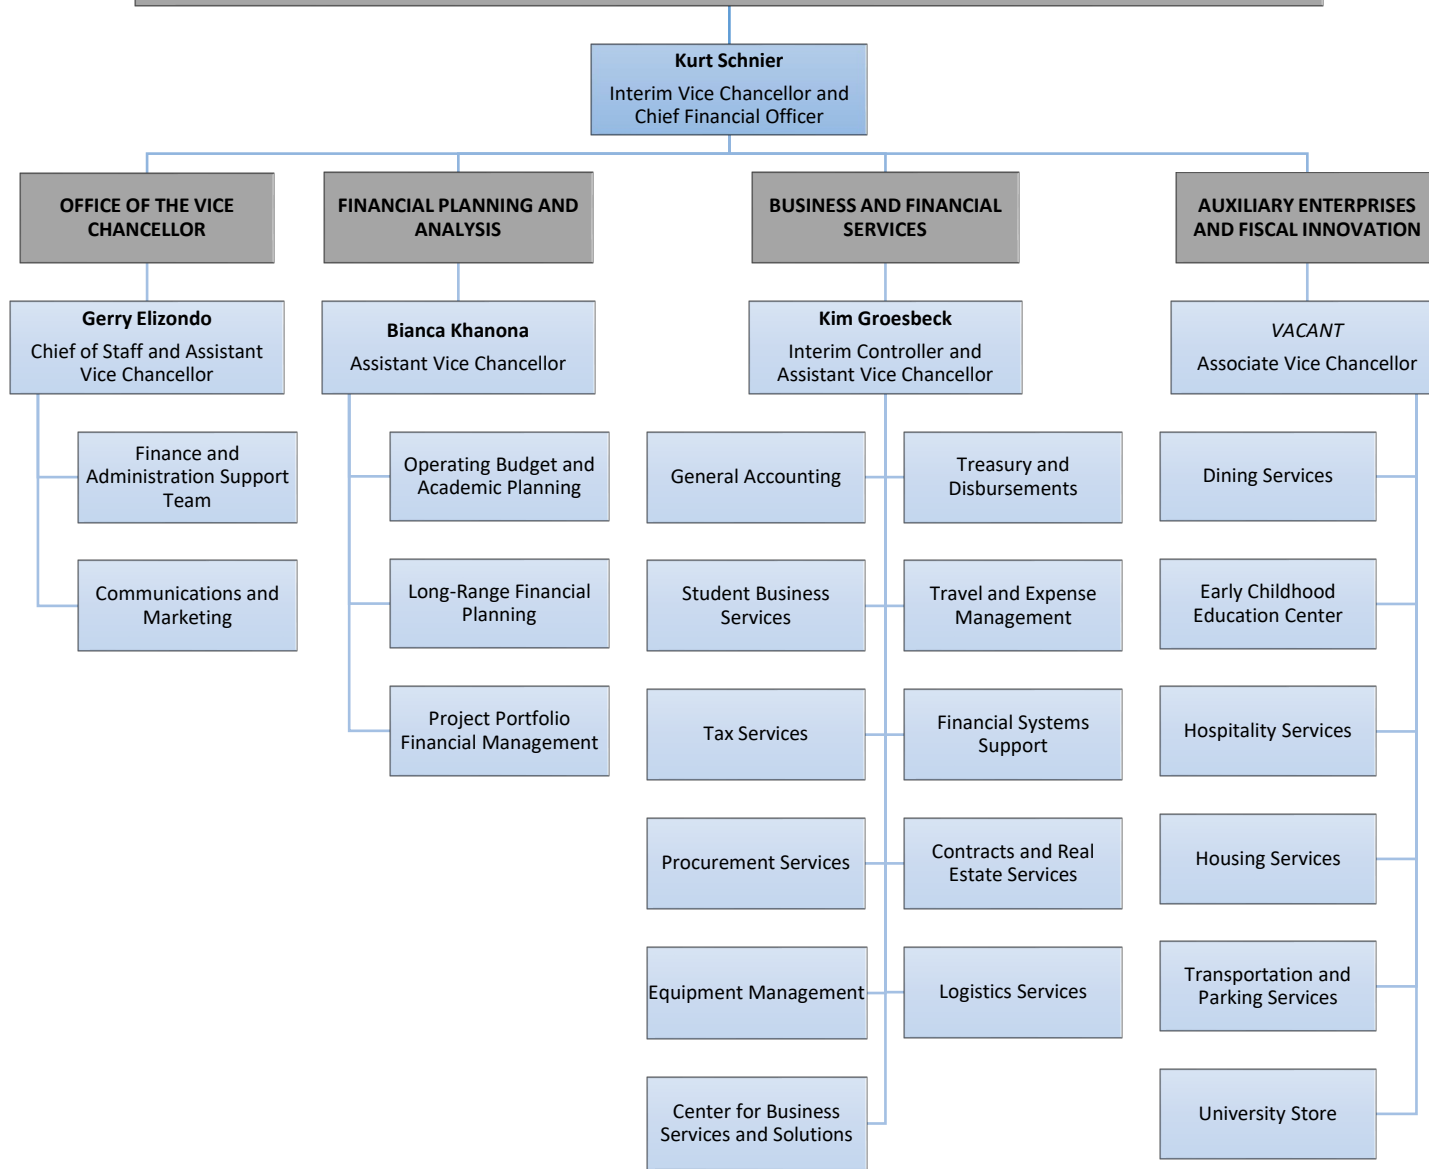 Kurt Schnier
Interim Vice Chancellor and
Chief Financial Officer
OFFICE OF THE VICE
CHANCELLOR
FINANCIAL PLANNING AND
ANALYSIS
BUSINESS AND FINANCIAL
SERVICES
AUXILIARY ENTERPRISES
AND FISCAL INNOVATION
Gerry Elizondo
Chief of Staff and Assistant
Vice Chancellor
Bianca Khanona
Assistant Vice Chancellor
Kim Groesbeck
Interim Controller and
Assistant Vice Chancellor
VACANT
Associate Vice Chancellor
Finance and
Administration Support
Team
Communications and
Marketing
Operating Budget and
Academic Planning
Long-Range Financial
Planning
Project Portfolio
Financial Management
General Accounting
Student Business
Services
Tax Services
Procurement Services
Equipment Management
Center for Business
Services and Solutions
Treasury and
Disbursements
Travel and Expense
Management
Financial Systems
Support
Contracts and Real
Estate Services
Logistics Services
Dining Services
Early Childhood
Education Center
Hospitality Services
Housing Services
Transportation and
Parking Services
University Store